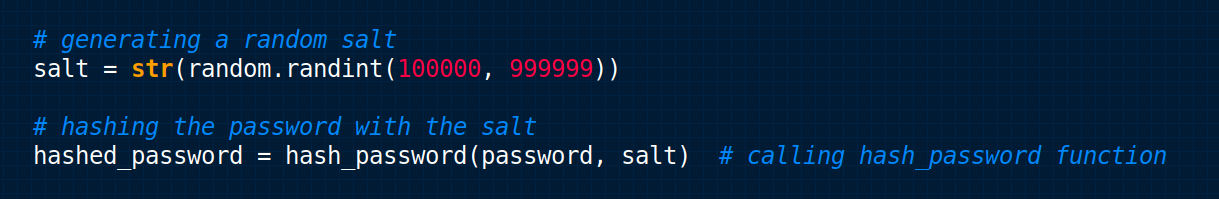 # generating a random salt
salt = str(random.randint(100000, 999999))
# hashing the password with the salt
hashed_password = hash_password(password, salt)  # calling hash_password function